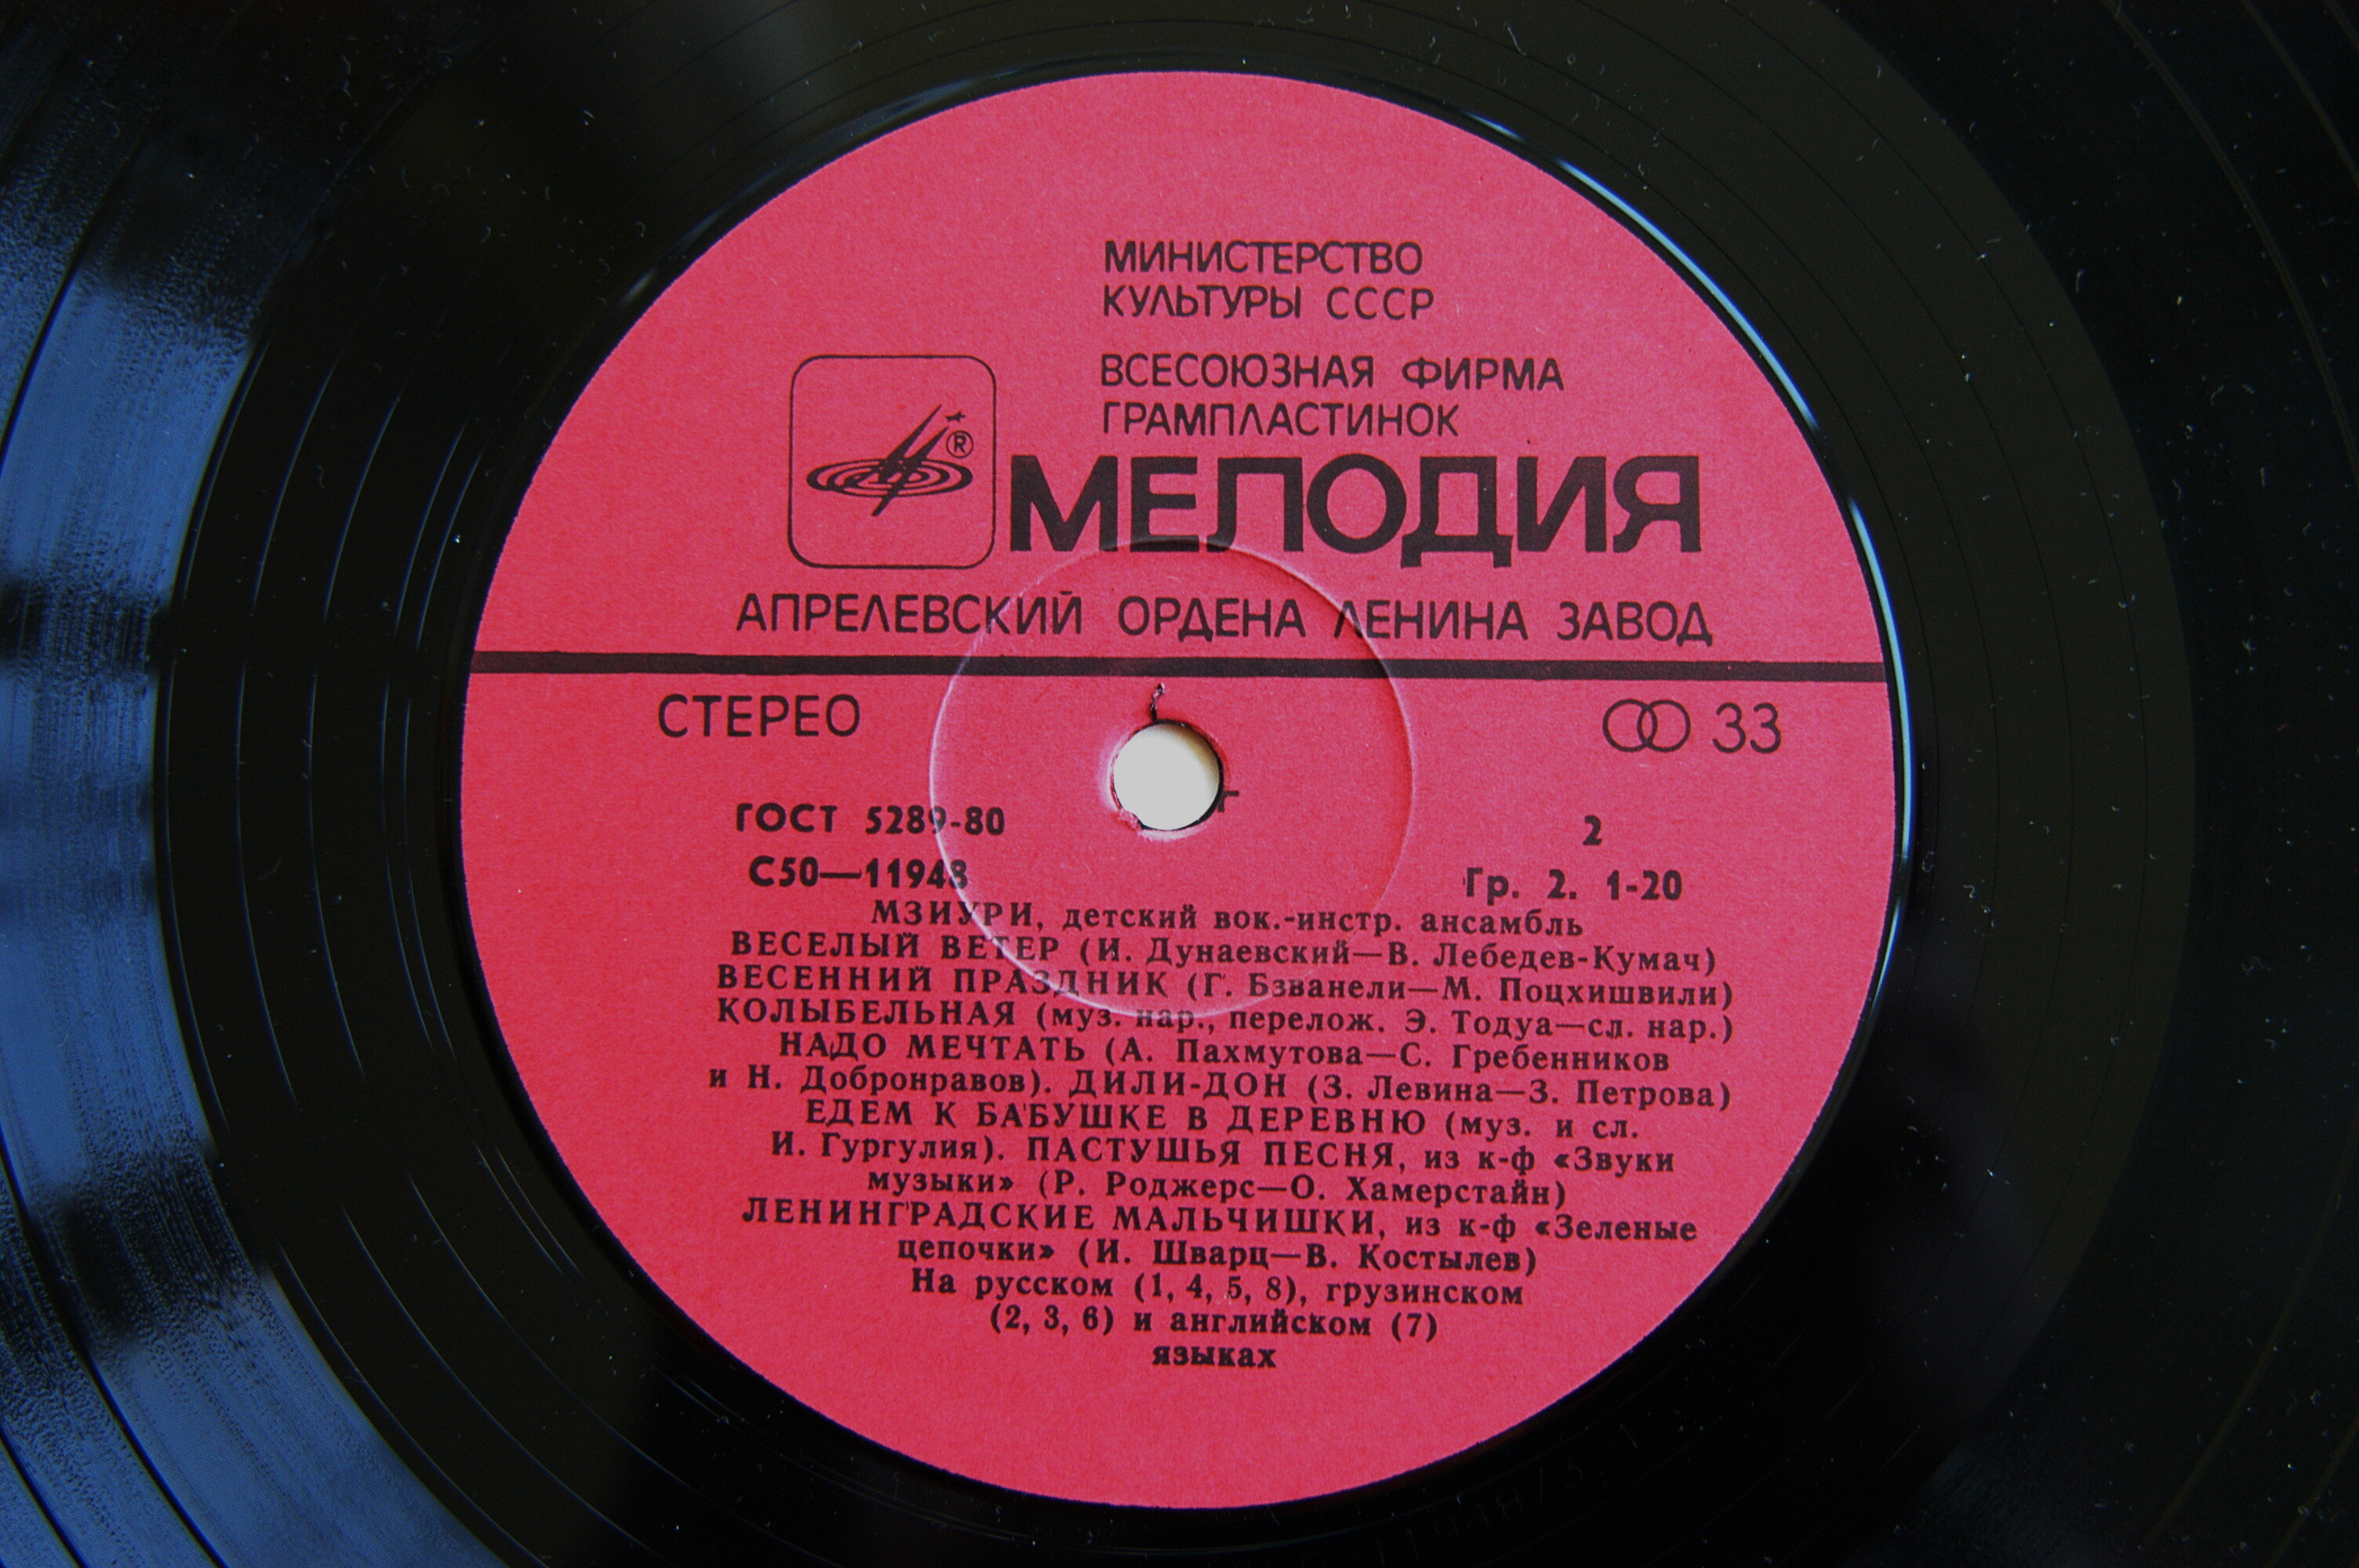 МИНИСТЕРСТВО
КУЛЬТУРЫ СССР
ВСЕСОЮЗНАЯ ФИРМА
ГРАМПЛАСТИНОК
®
МЕЛОДИЯ
АПРЕЛЕВСКИЙ ОРДЕНА ЛЕНИНА ЗАВОД
СТЕРЕО
33
ГОСТ 5289-80
2
С50—11948
Гр. 2. 1-20
МЗИУРИ, детский вок.-инстр. ансамбль
ВЕСЕЛЫЙ ВЕТЕР (И. Дунаевский—В. Лебедев-Кумач)
ВЕСЕННИЙ ПРАЗДНИК (Г. Бзванели—М. Поцхишвили)
КОЛЫБЕЛЬНАЯ (муз. нар., перелож. Э. Тодуа—сл. нар.)
НАДО МЕЧТАТЬ (А. Пахмутова—С. Гребенников
и Н. Добронравов). ДИЛИ-ДОН (З. Левина—З. Петрова)
ЕДЕМ К БАБУШКЕ В ДЕРЕВНЮ (муз. и сл.
И. Гургулия). ПАСТУШЬЯ ПЕСНЯ, из к-ф «Звуки
музыки» (Р. Роджерс—О. Хамерстайн)
ЛЕНИНГРАДСКИЕ МАЛЬЧИШКИ, из к-ф «Зеленые
цепочки» (И. Шварц—В. Костылев)
На русском (1, 4, 5, 8), грузинском
(2, 3, 6) и английском (7)
языках